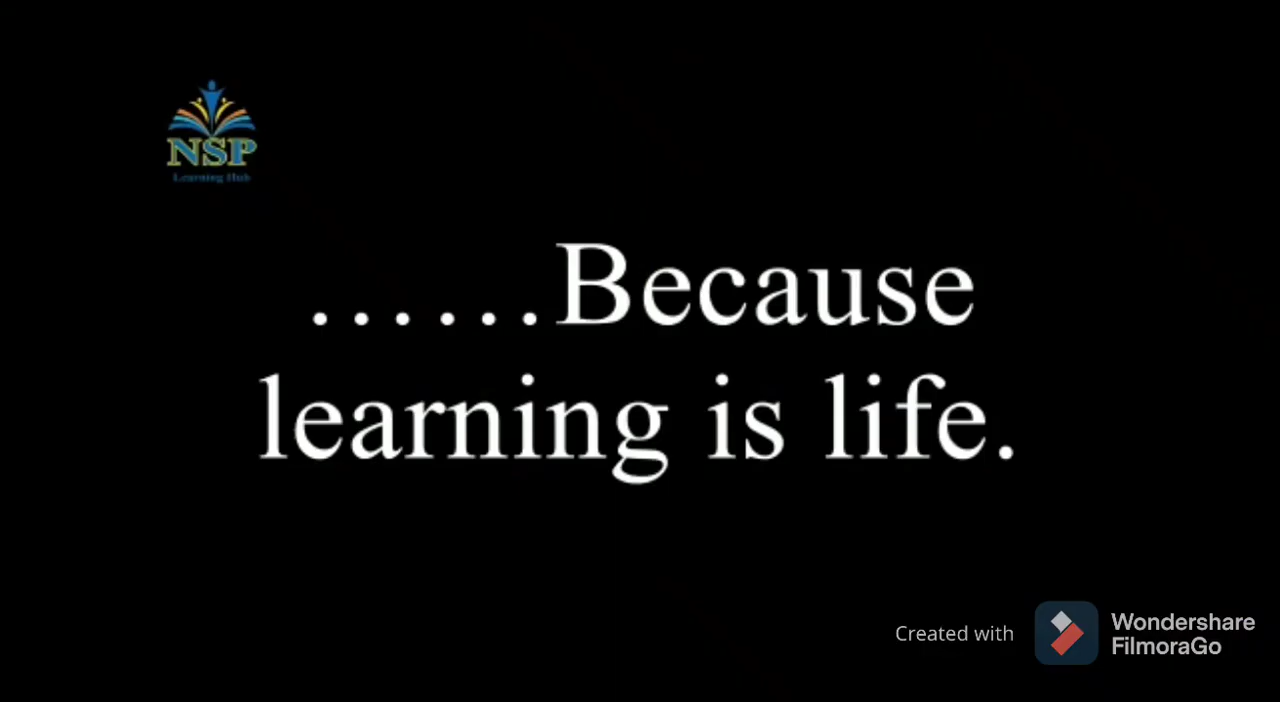 NSP
Learning Hub
......Because
learning is life.
Created with
Wondershare
FilmoraGo